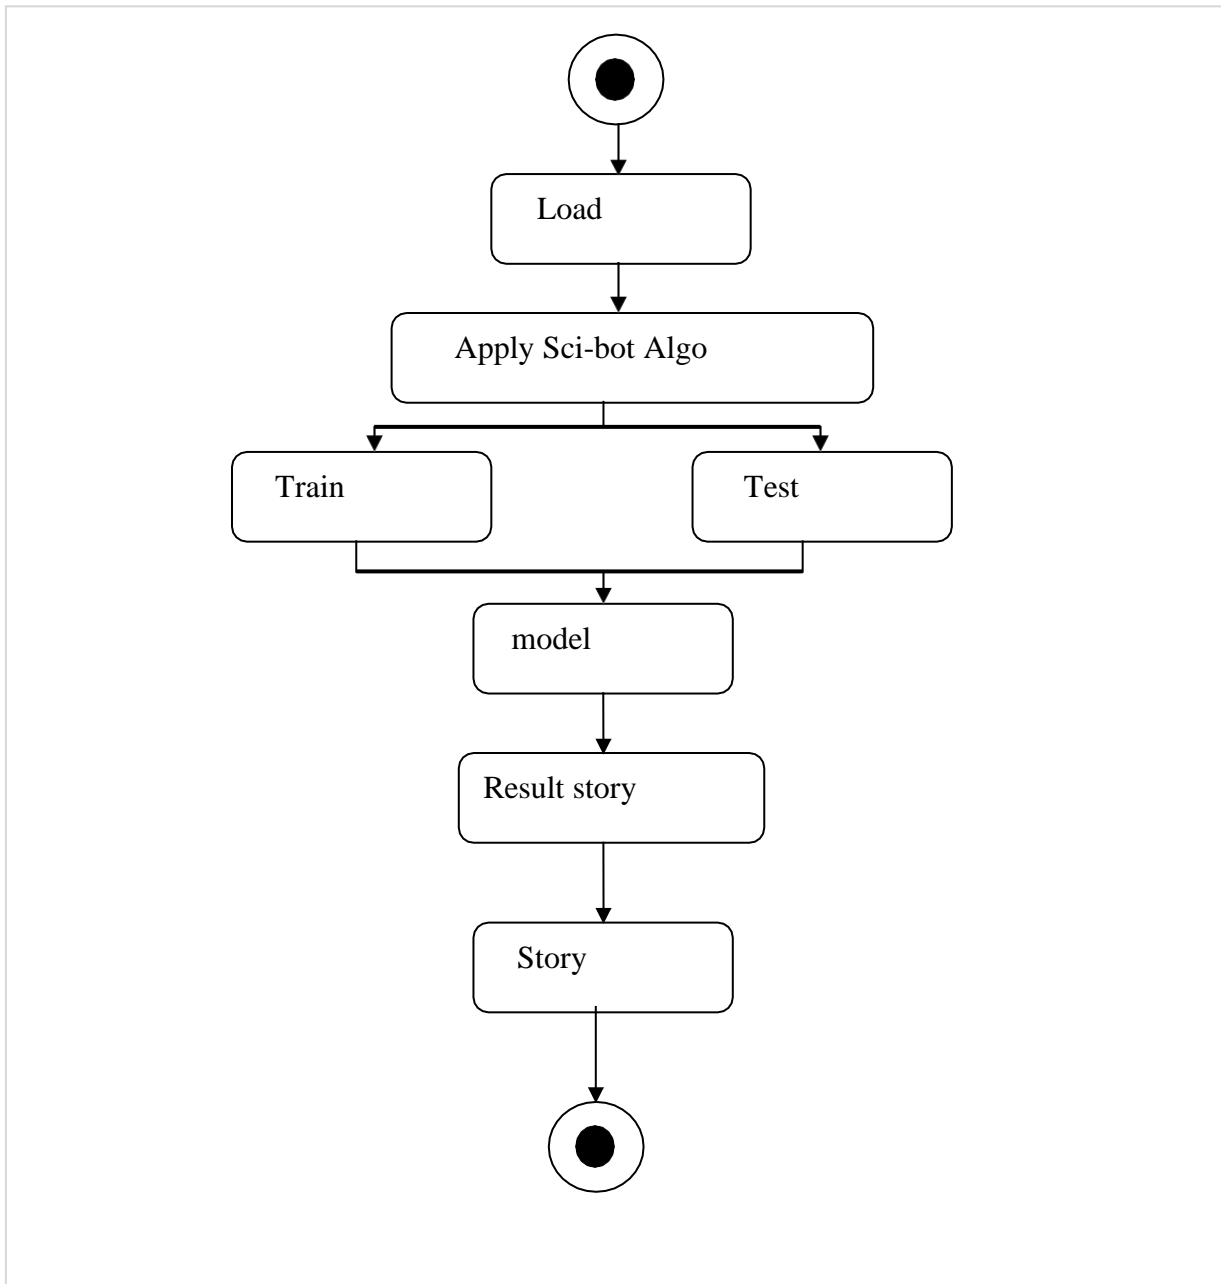 Load
Apply Sci-bot Algo
Train
Test
model
Result story
Story